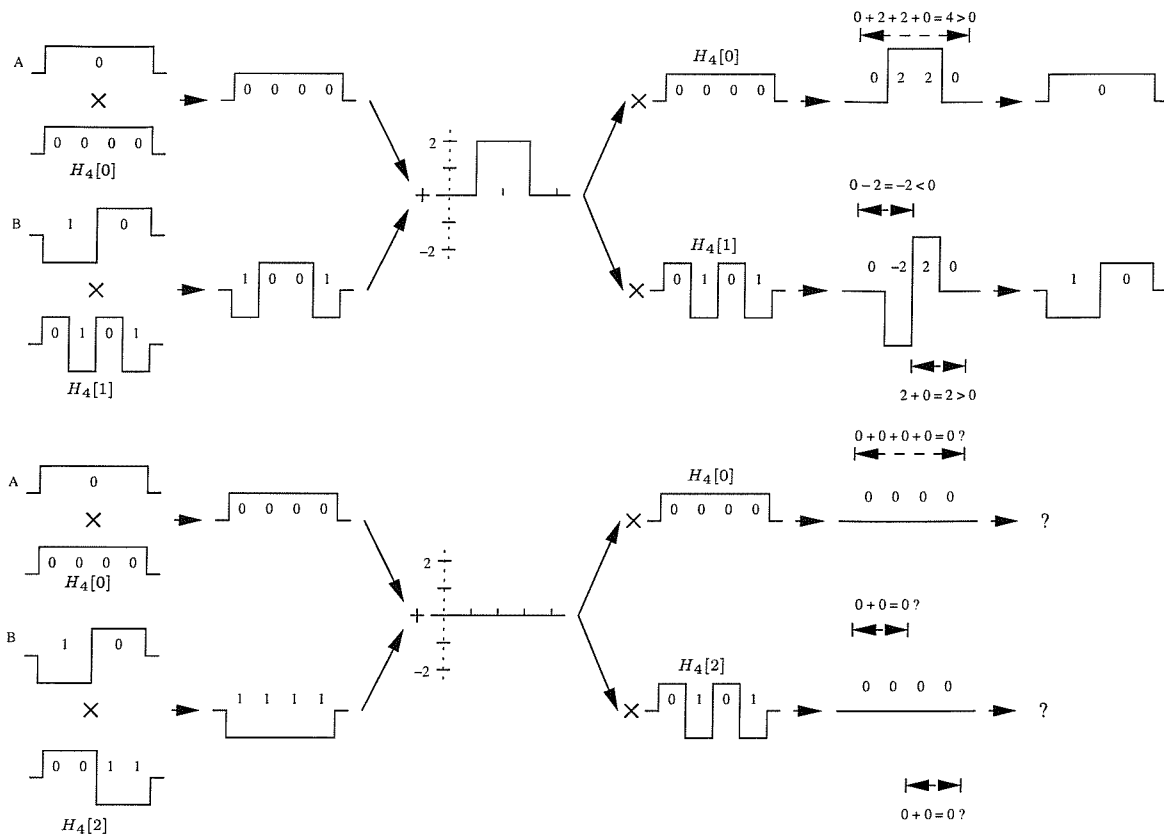 0 + 2 + 2 + 0 = 4 > 0
A 0
H₄[0]
0 0 0 0
0 0 0 0
0 2 2 0
0
0 0 0 0
H₄[0]
2
-2
+
0 − 2 = −2 < 0
B 1 0
H₄[1]
1 0 0 1
0 1 0 1
0 −2 2 0
1 0
0 1 0 1
H₄[1]
2 + 0 = 2 > 0
0 + 0 + 0 + 0 = 0 ?
A 0
H₄[0]
0 0 0 0
0 0 0 0
0 0 0 0
?
0 0 0 0
H₄[0]
2
-2
+
0 + 0 = 0 ?
B 1 0
H₄[2]
1 1 1 1
0 1 0 1
0 0 0 0
?
0 0 1 1
H₄[2]
0 + 0 = 0 ?